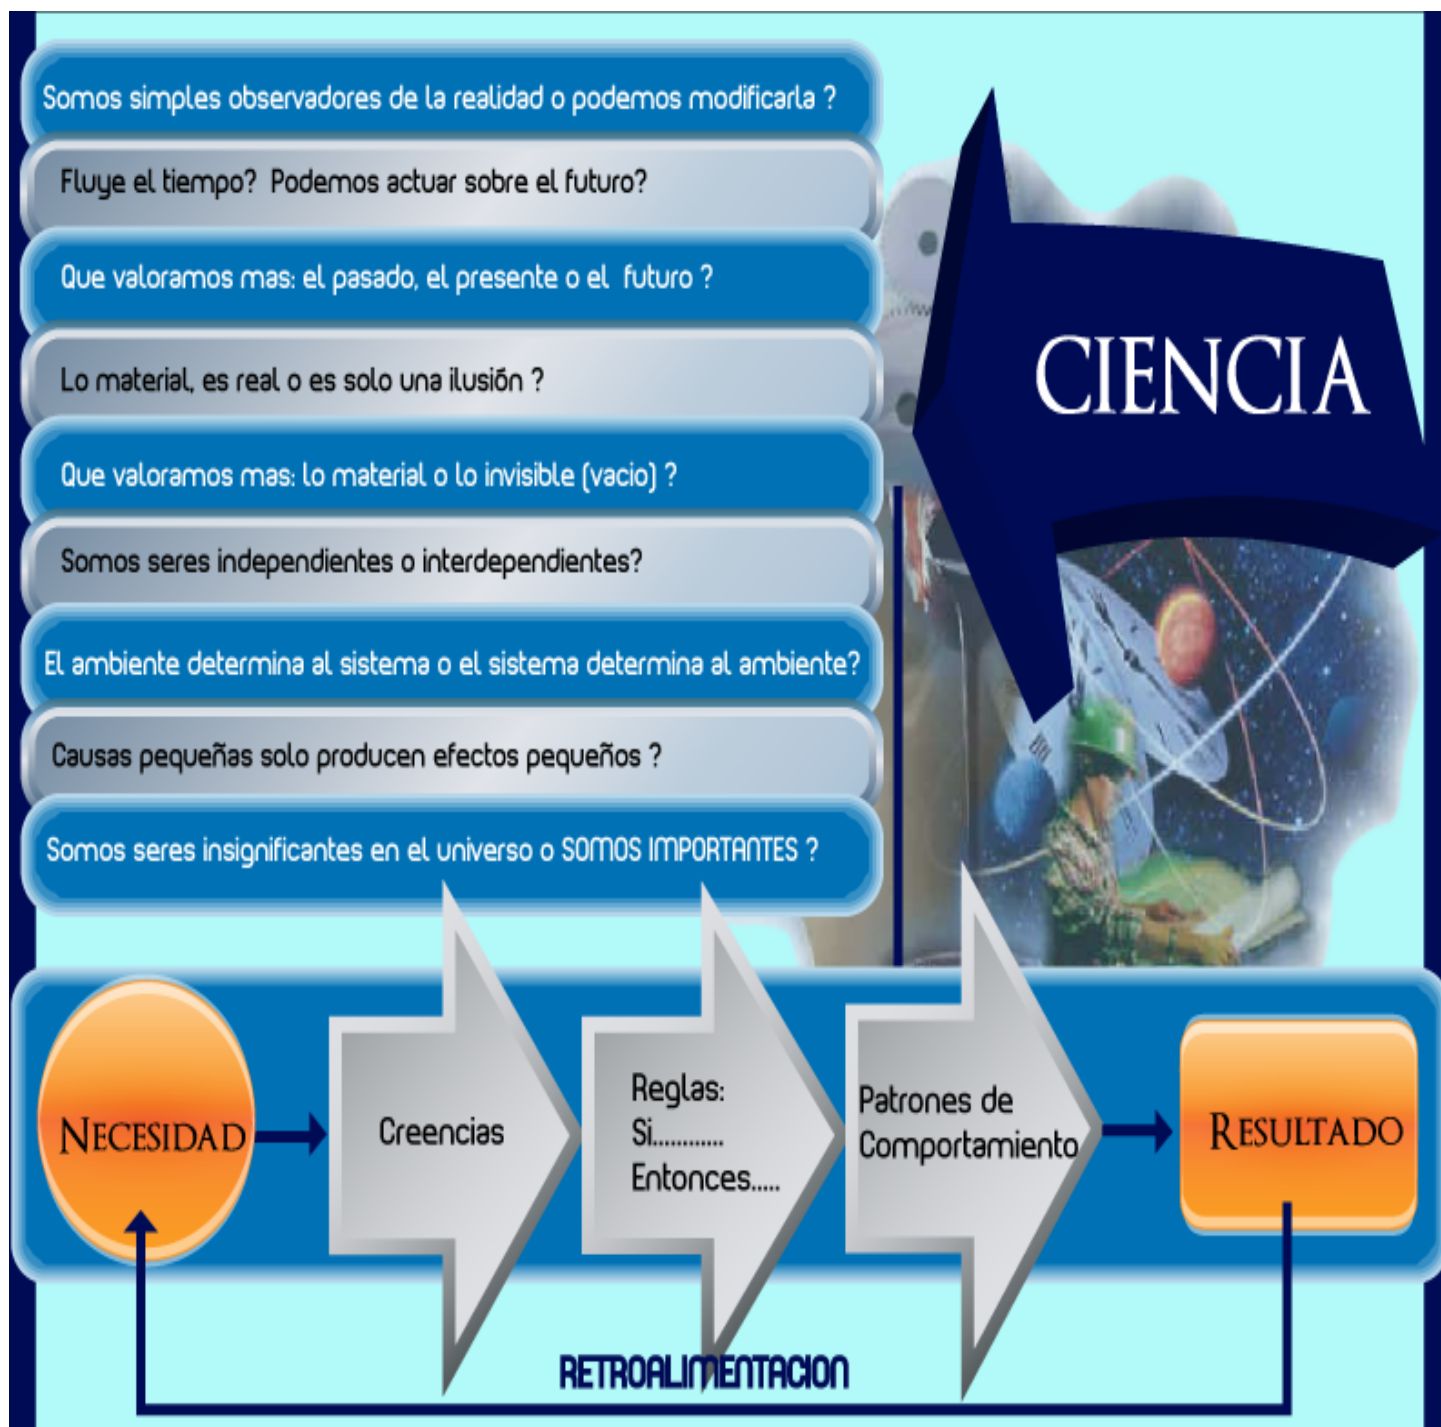 Somos simples observadores de la realidad o podemos modificarla ?
Fluye el tiempo? Podemos actuar sobre el futuro?
Que valoramos mas: el pasado, el presente o el futuro ?
Lo material, es real o es solo una ilusión ?
Que valoramos mas: lo material o lo invisible (vacio) ?
Somos seres independientes o interdependientes?
El ambiente determina al sistema o el sistema determina al ambiente?
Causas pequeñas solo producen efectos pequeños ?
Somos seres insignificantes en el universo o SOMOS IMPORTANTES ?
CIENCIA
NECESIDAD
Creencias
Reglas:
Si............
Entonces.....
Patrones de
Comportamiento
RESULTADO
RETROALIMENTACION